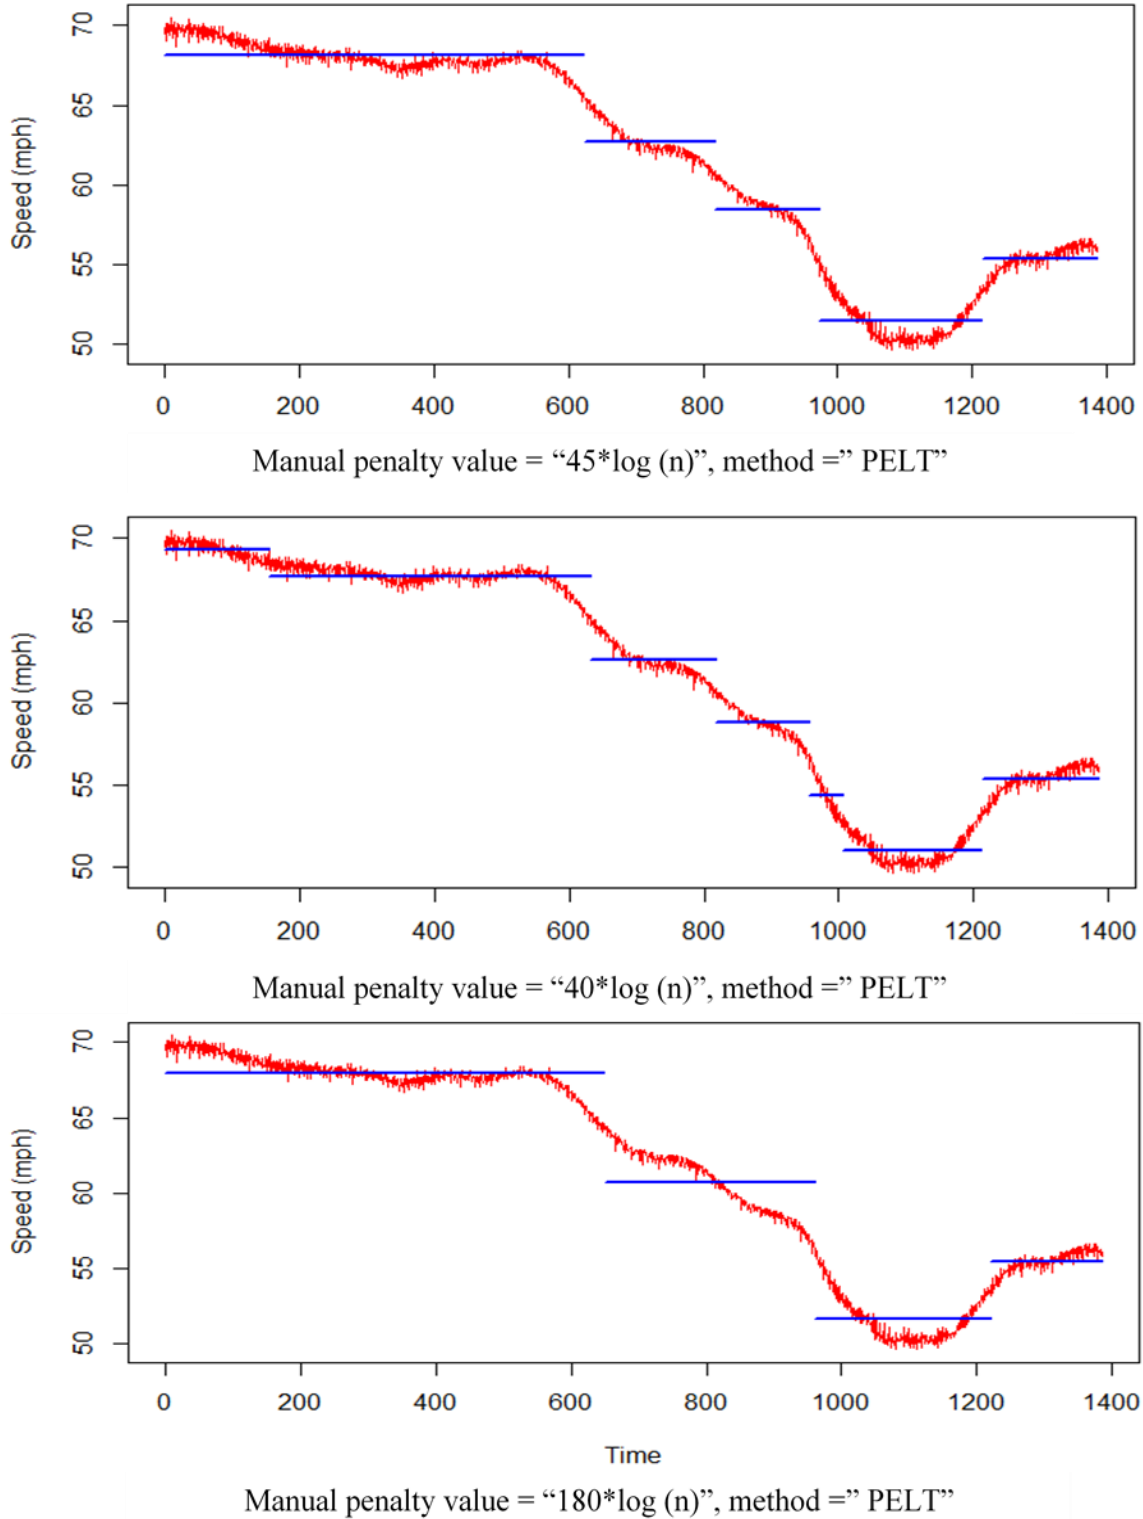 70
65
60
55
50
Speed (mph)
0 200 400 600 800 1000 1200 1400
Manual penalty value = “45*log (n)”, method =” PELT”
70
65
60
55
50
Speed (mph)
0 200 400 600 800 1000 1200 1400
Manual penalty value = “40*log (n)”, method =” PELT”
70
65
60
55
50
Speed (mph)
0 200 400 600 800 1000 1200 1400
Time
Manual penalty value = “180*log (n)”, method =” PELT”